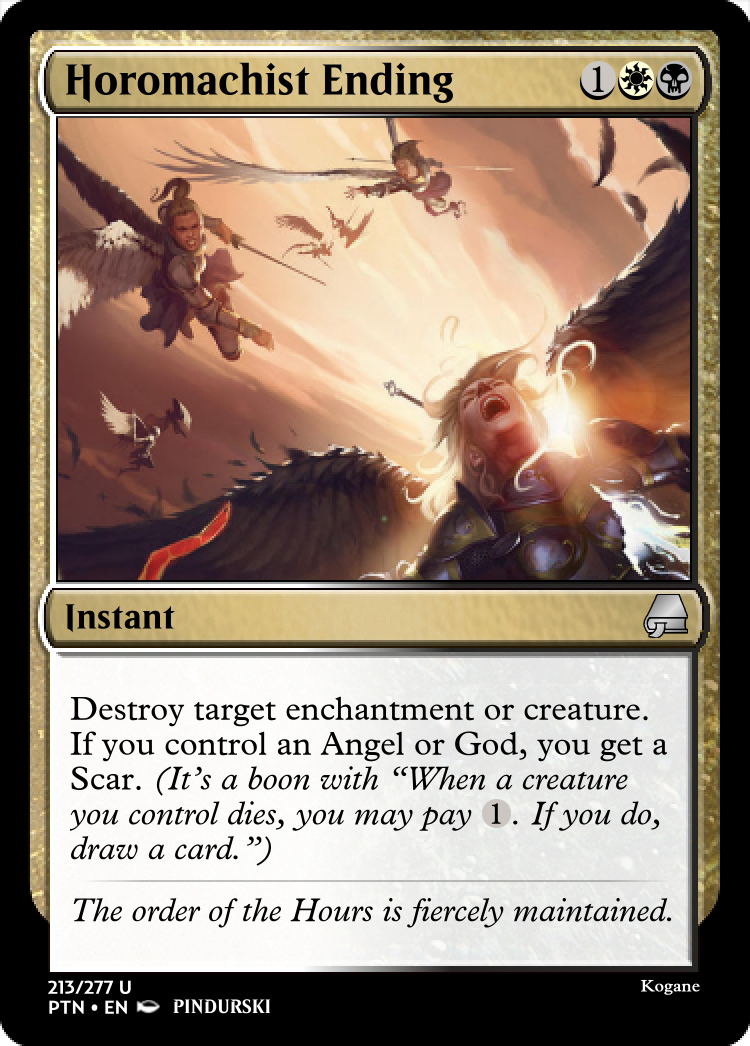 Horomachist Ending 1
Instant
Destroy target enchantment or creature.
If you control an Angel or God, you get a
Scar. (It's a boon with “When a creature
you control dies, you may pay 1. If you do,
draw a card.”)
The order of the Hours is fiercely maintained.
213/277 U
Kogane
PTN • EN PINDURSKI